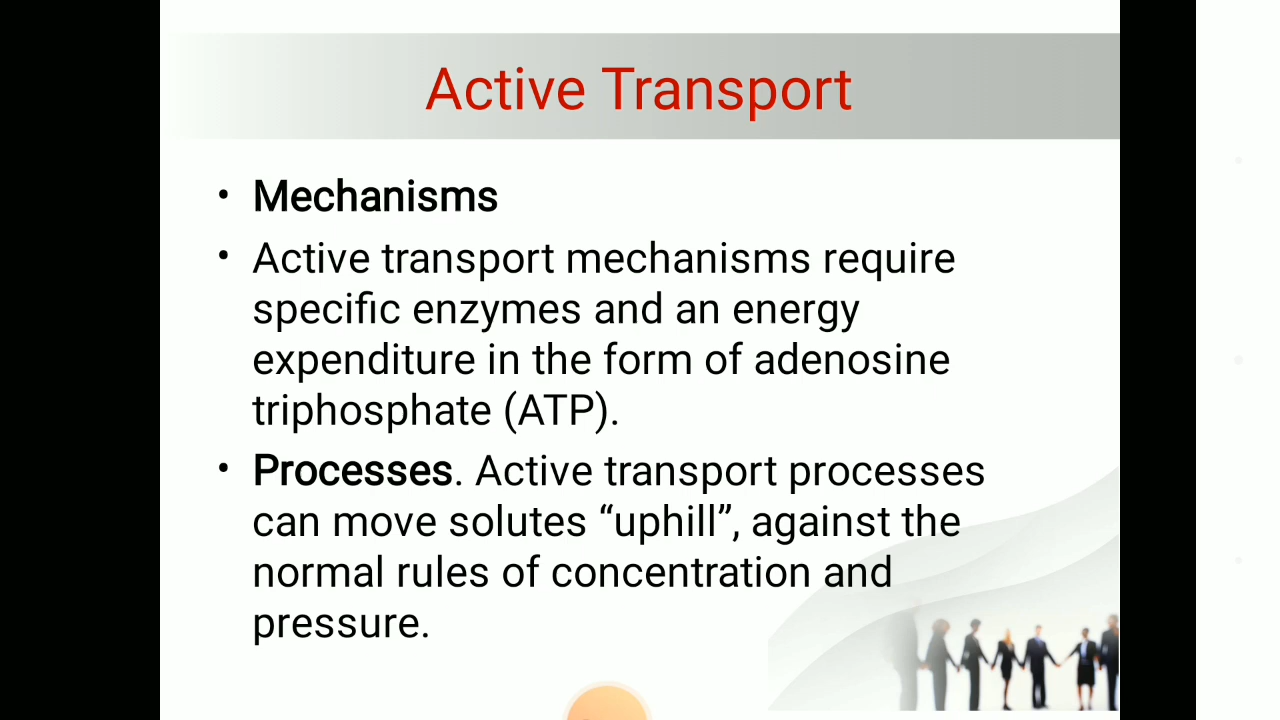 Active Transport
• Mechanisms
• Active transport mechanisms require
specific enzymes and an energy
expenditure in the form of adenosine
triphosphate (ATP).
• Processes. Active transport processes
can move solutes “uphill”, against the
normal rules of concentration and
pressure.